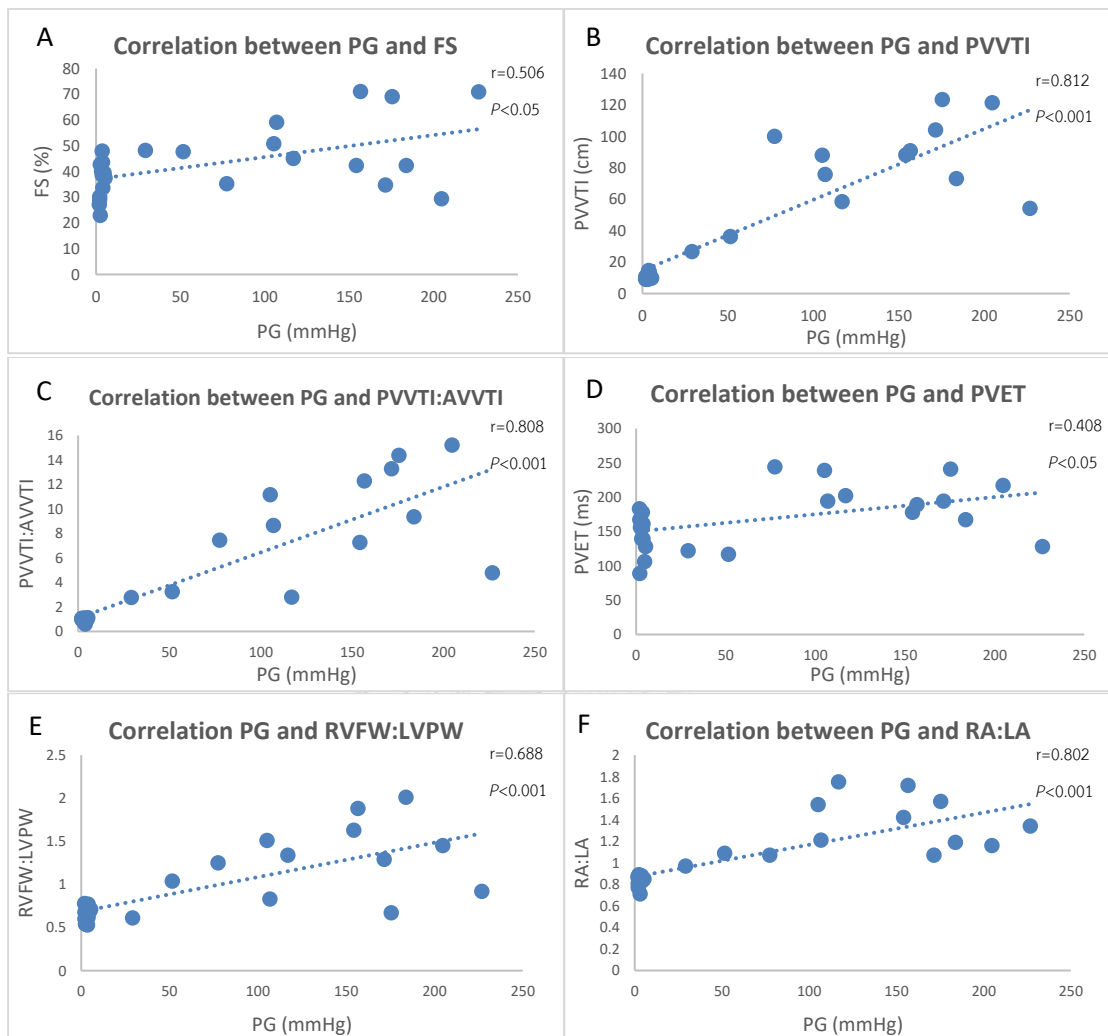 A
Correlation between PG and FS
r=0.506
P<0.05
80
70
60
50
40
30
20
10
0
FS (%)
0 50 100 150 200 250
PG (mmHg)
B
Correlation between PG and PVVTI
r=0.812
P<0.001
140
120
100
80
60
40
20
0
PVVTI (cm)
0 50 100 150 200 250
PG (mmHg)
C
Correlation between PG and PVVTI:AVVTI
r=0.808
P<0.001
16
14
12
10
8
6
4
2
0
PVVTI:AVVTI
0 50 100 150 200 250
PG (mmHg)
D
Correlation between PG and PVET
r=0.408
P<0.05
300
250
200
150
100
50
0
PVET (ms)
0 50 100 150 200 250
PG (mmHg)
E
Correlation PG and RVFW:LVPW
r=0.688
P<0.001
2.5
2
1.5
1
0.5
0
RVFW:LVPW
0 50 100 150 200 250
PG (mmHg)
F
Correlation between PG and RA:LA
r=0.802
P<0.001
2
1.8
1.6
1.4
1.2
1
0.8
0.6
0.4
0.2
0
RA:LA
0 50 100 150 200 250
PG (mmHg)